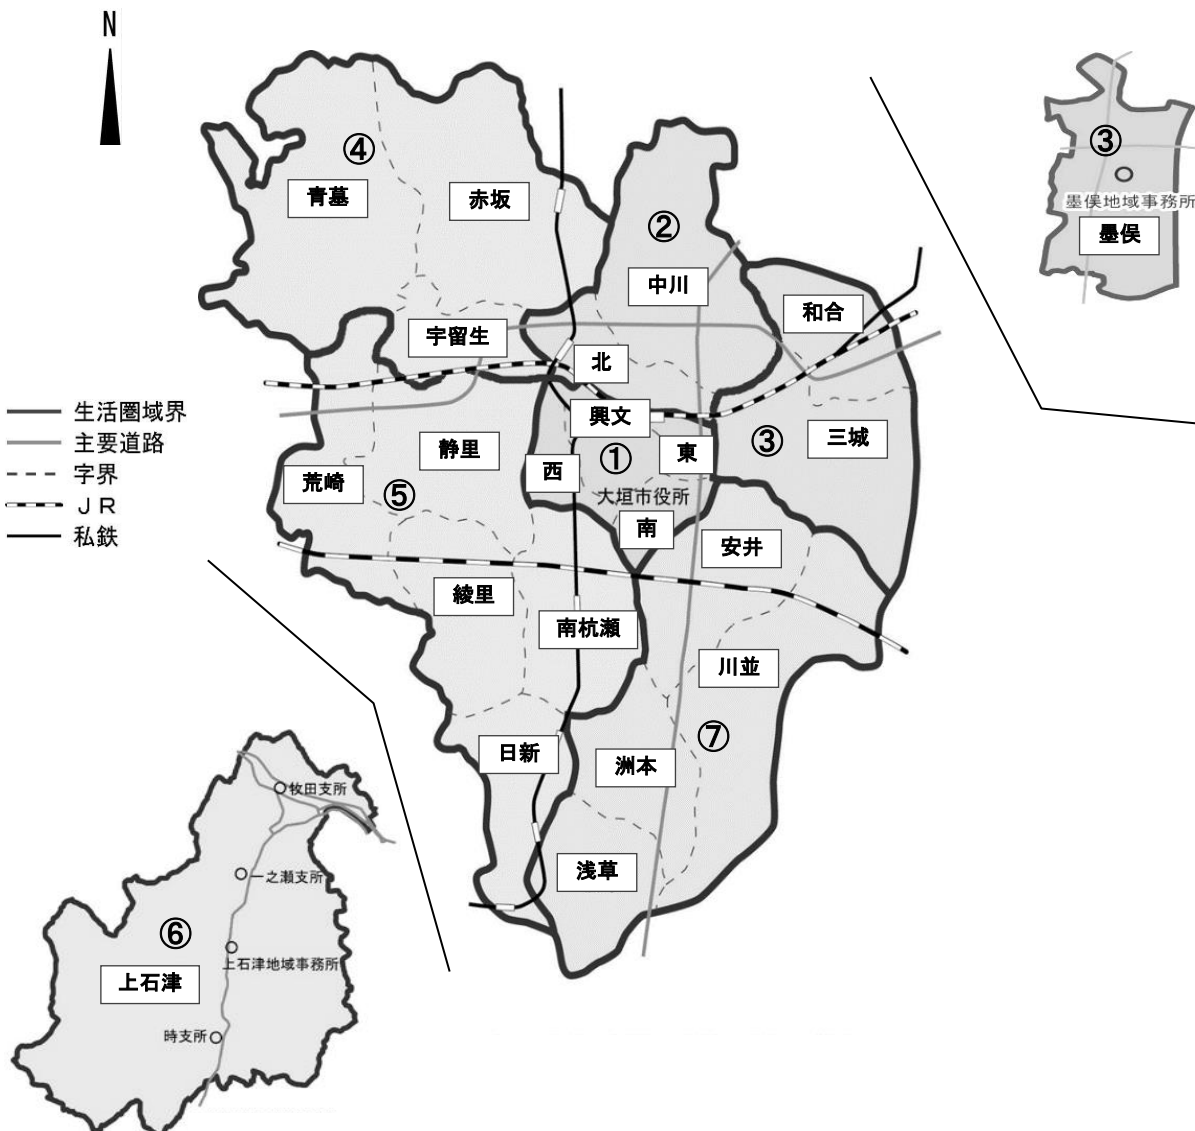 N
③
墨俣地域事務所
墨俣
④
青墓
赤坂
②
中川
和合
宇留生
北
興文
①
東
③
三城
西
大垣市役所
南
静里
荒崎
⑤
安井
綾里
南杭瀬
川並
⑦
日新
洲本
浅草
生活圏域界
主要道路
字界
ＪＲ
私鉄
牧田支所
一之瀬支所
⑥
上石津地域事務所
上石津
時支所